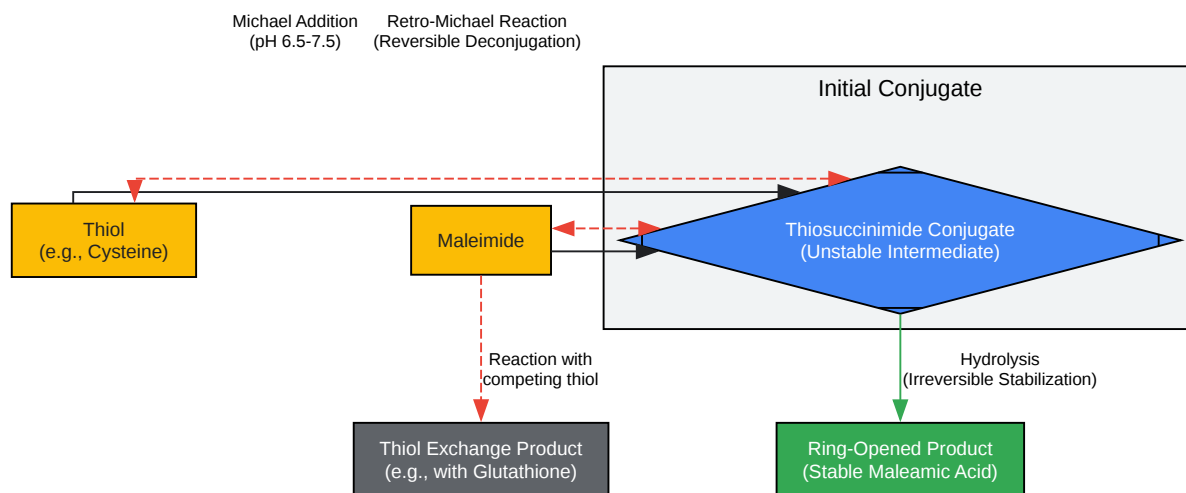 Michael Addition
(pH 6.5-7.5)
Retro-Michael Reaction
(Reversible Deconjugation)
Initial Conjugate
Thiol
(e.g., Cysteine)
Maleimide
Thiosuccinimide Conjugate
(Unstable Intermediate)
Reaction with
competing thiol
Hydrolysis
(Irreversible Stabilization)
Thiol Exchange Product
(e.g., with Glutathione)
Ring-Opened Product
(Stable Maleamic Acid)